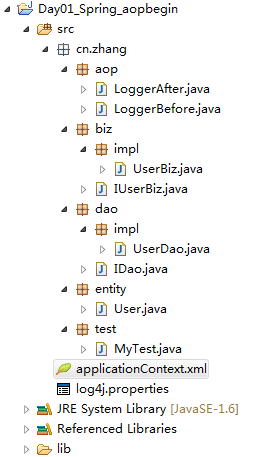 Day01_Spring_aopbegin
src
cn.zhang
aop
LoggerAfter.java
LoggerBefore.java
biz
impl
UserBiz.java
IUserBiz.java
dao
impl
UserDao.java
IDao.java
entity
User.java
test
MyTest.java
applicationContext.xml
log4j.properties
JRE System Library [JavaSE-1.6]
Referenced Libraries
lib